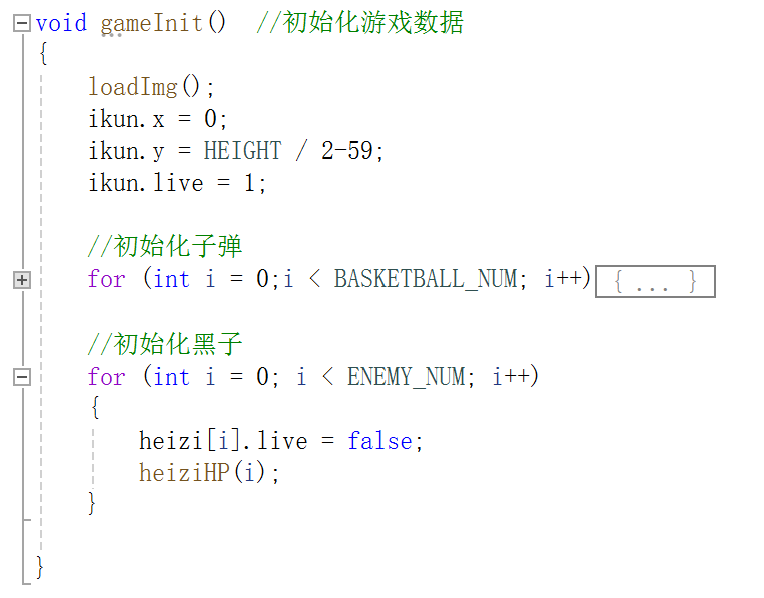 void gameInit()  //初始化游戏数据
{
    loadImg();
    ikun.x = 0;
    ikun.y = HEIGHT / 2-59;
    ikun.live = 1;

    //初始化子弹
    for (int i = 0;i < BASKETBALL_NUM; i++){ ... }

    //初始化黑子
    for (int i = 0; i < ENEMY_NUM; i++)
    {
        heizi[i].live = false;
        heiziHP(i);
    }

}